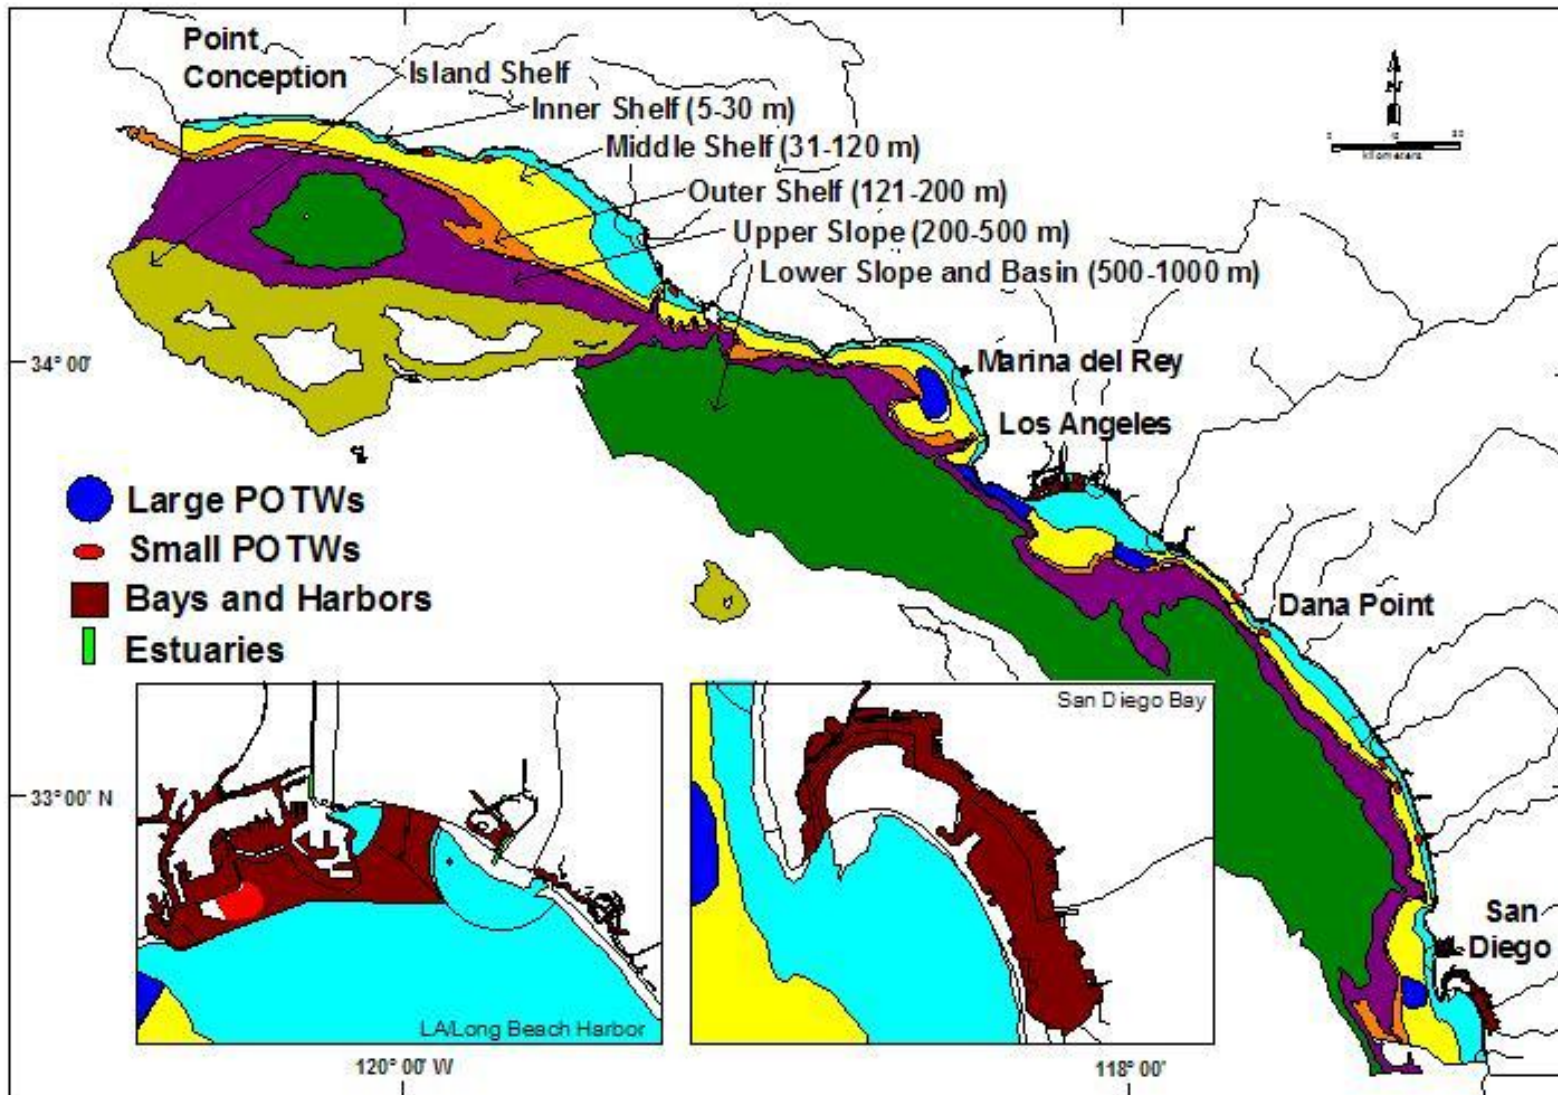 Point
Conception
Island Shelf
Inner Shelf (5-30 m)
Middle Shelf (31-120 m)
Outer Shelf (121-200 m)
Upper Slope (200-500 m)
Lower Slope and Basin (500-1000 m)
N
kilometers
34° 00'
Marina del Rey
Los Angeles
Large POTWs
Small POTWs
Bays and Harbors
Estuaries
Dana Point
San Diego Bay
33° 00' N
San
Diego
LA/Long Beach Harbor
120° 00' W
118° 00'